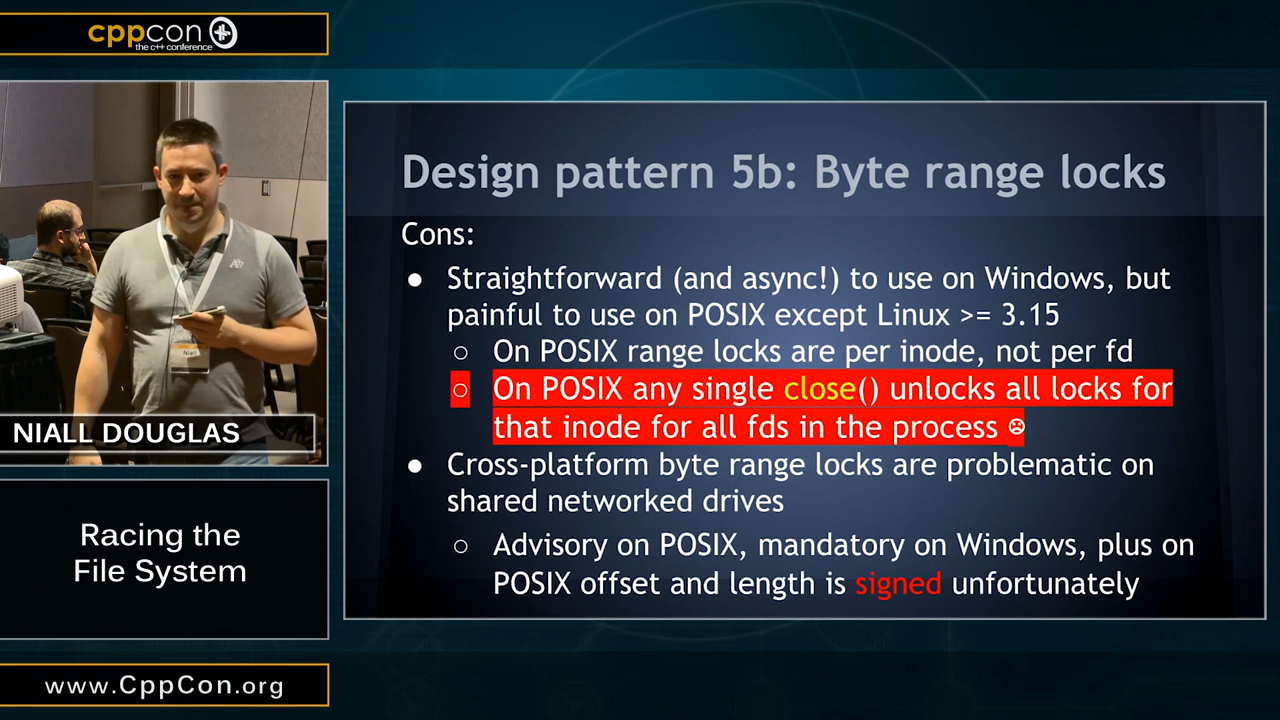 cppcon
the c++ conference
Niall
NIALL DOUGLAS
Racing the
File System
www.CppCon.org
Design pattern 5b: Byte range locks
Cons:
● Straightforward (and async!) to use on Windows, but
painful to use on POSIX except Linux >= 3.15
○ On POSIX range locks are per inode, not per fd
○ On POSIX any single close() unlocks all locks for
that inode for all fds in the process ☹
● Cross-platform byte range locks are problematic on
shared networked drives
○ Advisory on POSIX, mandatory on Windows, plus on
POSIX offset and length is signed unfortunately